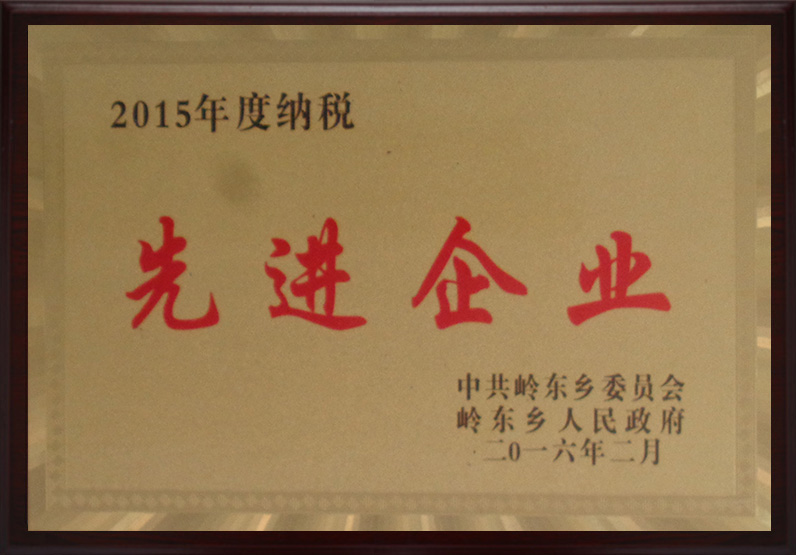 2015年度纳税
先进企业
中共岭东乡委员会
岭东乡人民政府
二0一六年二月